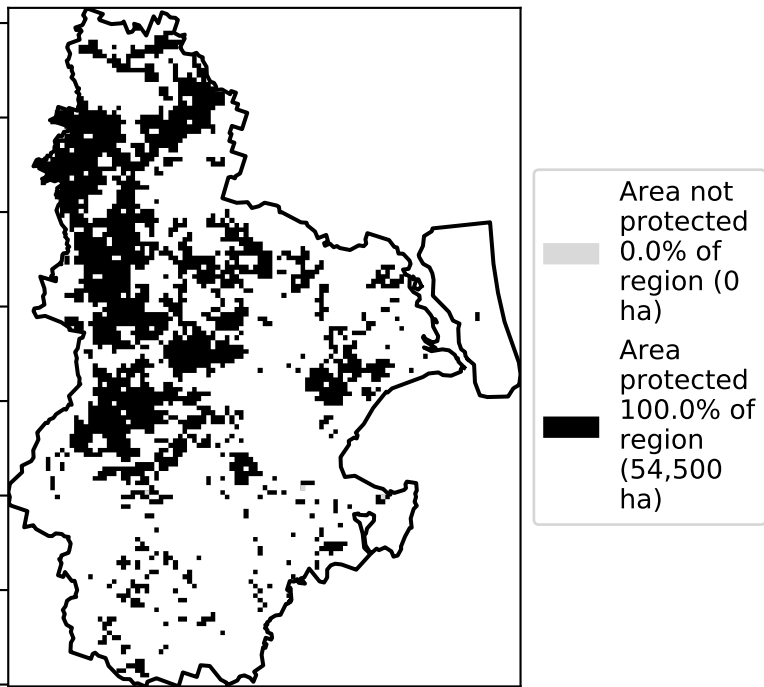 Area not
protected
0.0% of
region (0
ha)
Area
protected
100.0% of
region
(54,500
ha)